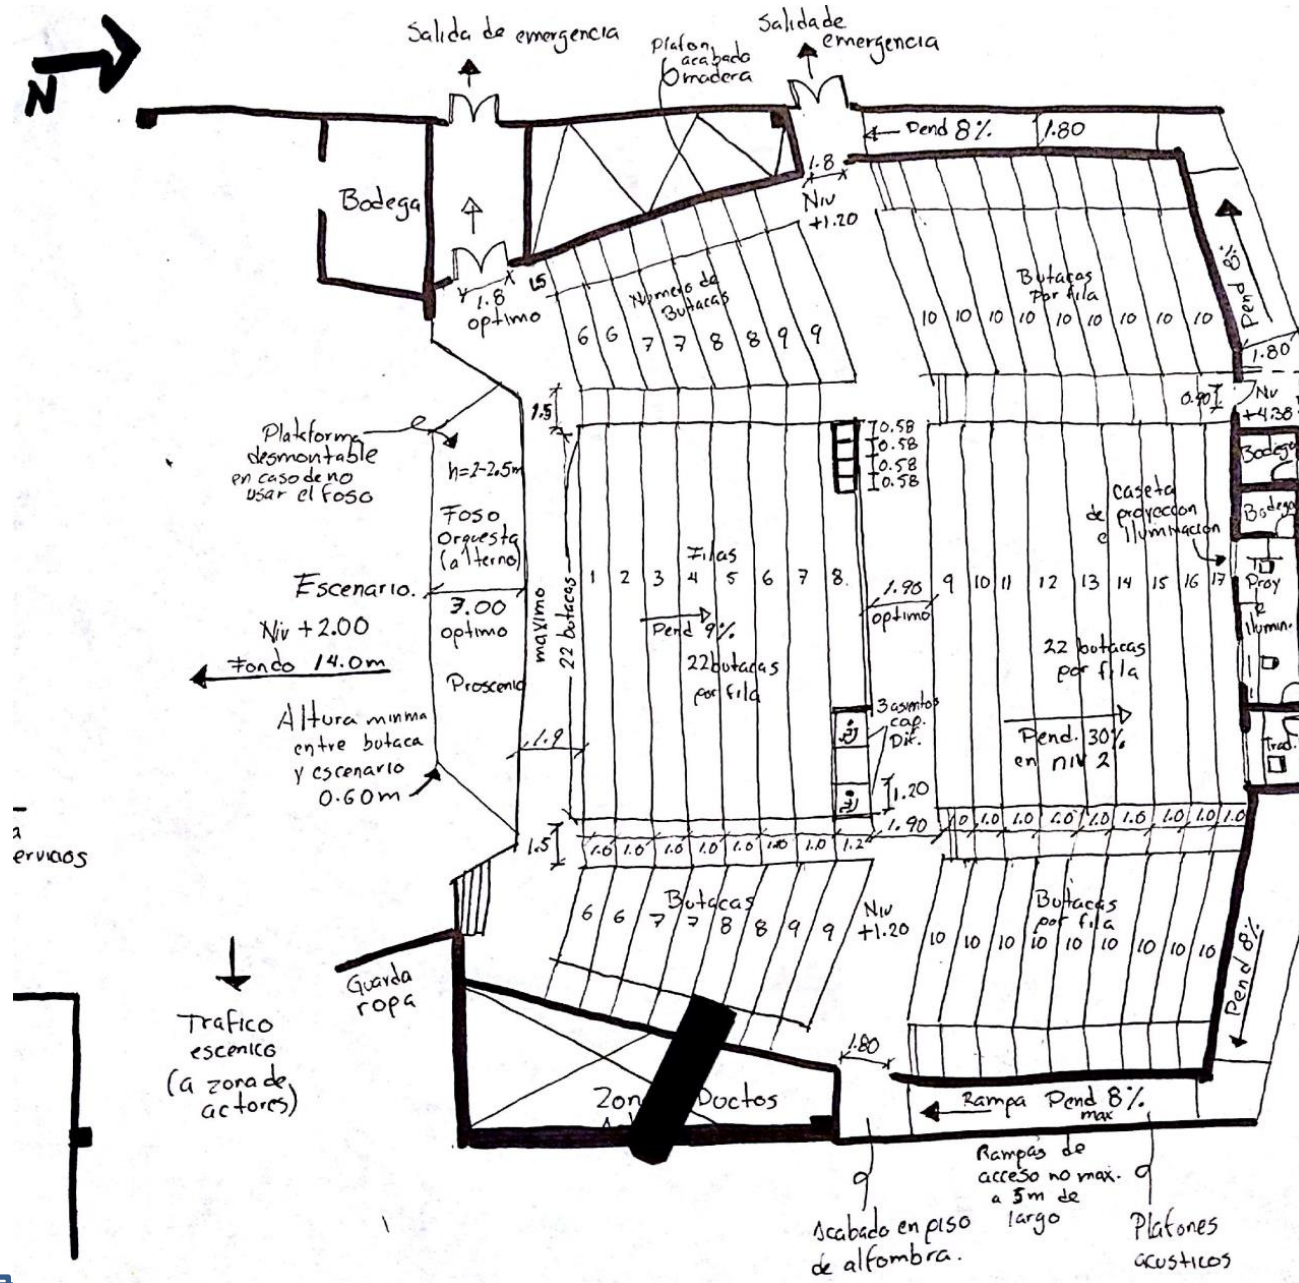 N
Salida de emergencia
Salida de
emergencia
Plafon
acabado
madera
Bodega
Pend 8%
1.80
1.8
Niv
+1.20
1.8
optimo
1.5
Numero de
Butacas
6 6 7 7 8 8 9 9
Butacas
por fila
10 10 10 10 10 10 10 10 10
Pend 8%
1.80
0.90
Niv
+4.38
1.5
0.58
0.58
0.58
0.58
Plataforma
desmontable
en caso de no
usar el foso
h=2-2.5m
Foso
Orquesta
(alterno)
Escenario.
3.00
optimo
Niv +2.00
Fondo 14.0m
Proscenio
maximo
22 butacas
Filas
1 2 3 4 5 6 7 8.
Pend 9%
22 butacas
por fila
1.90
optimo
9 10 11 12 13 14 15 16 17
caseta
de proyeccion
e Iluminacion
22 butacas
por fila
Pend. 30%
en niv 2
Bodega
Bodega
Proy
e
Ilumin.
Trad.
Altura minma
entre butaca
y escenario
0.60m
1.9
3 asientos
cap.
Dif.
1.20
1.90
1.5
1.0 1.0 1.0 1.0 1.0 1.0 1.0 1.2
1.0 1.0 1.0 1.0 1.0 1.0 1.0 1.0
a
ervicios
Butacas
6 6 7 7 8 8 9 9
Niv
+1.20
Butacas
por fila
10 10 10 10 10 10 10 10 10
Pend 8%
Guarda
ropa
Trafico
escenico
(a zona de
actores)
1.80
Ductos
Rampa Pend 8%
max
Rampas de
acceso no max.
a 5m de
largo
Acabado en piso
de alfombra.
Plafones
acusticos